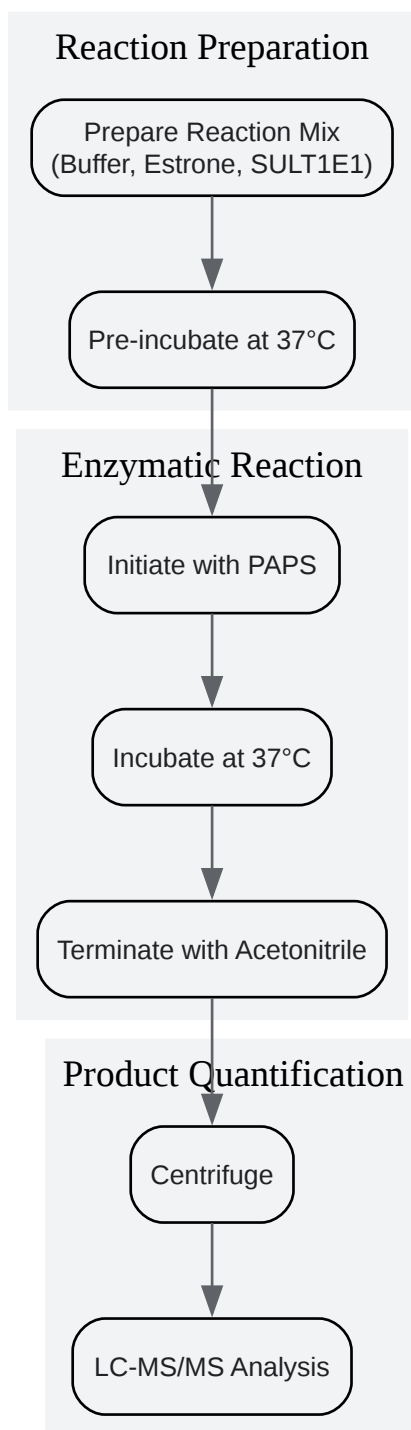 Reaction Preparation
Prepare Reaction Mix
(Buffer, Estrone, SULT1E1)
Pre-incubate at 37°C
Enzymatic Reaction
Initiate with PAPS
Incubate at 37°C
Terminate with Acetonitrile
Product Quantification
Centrifuge
LC-MS/MS Analysis